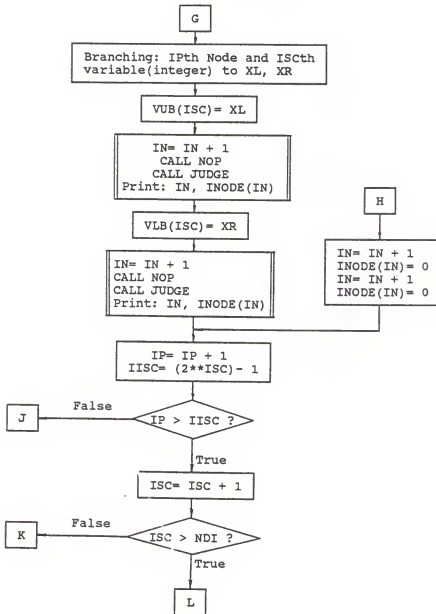 G
Branching: IPth Node and ISCth
variable(integer) to XL, XR
VUB(ISC)= XL
IN= IN + 1
CALL NOP
CALL JUDGE
Print: IN, INODE(IN)
H
VLB(ISC)= XR
IN= IN + 1
CALL NOP
CALL JUDGE
Print: IN, INODE(IN)
IN= IN + 1
INODE(IN)= 0
IN= IN + 1
INODE(IN)= 0
IP= IP + 1
IISC= (2**ISC)- 1
False
J
IP > IISC ?
True
ISC= ISC + 1
False
K
ISC > NDI ?
True
L